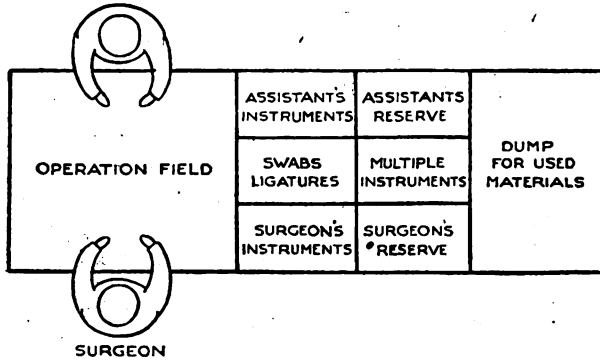 ASSISTANT'S
INSTRUMENTS
ASSISTANTS
RESERVE
OPERATION FIELD
SWABS
LIGATURES
MULTIPLE
INSTRUMENTS
DUMP
FOR USED
MATERIALS
SURGEON'S
INSTRUMENTS
SURGEON'S
RESERVE
SURGEON